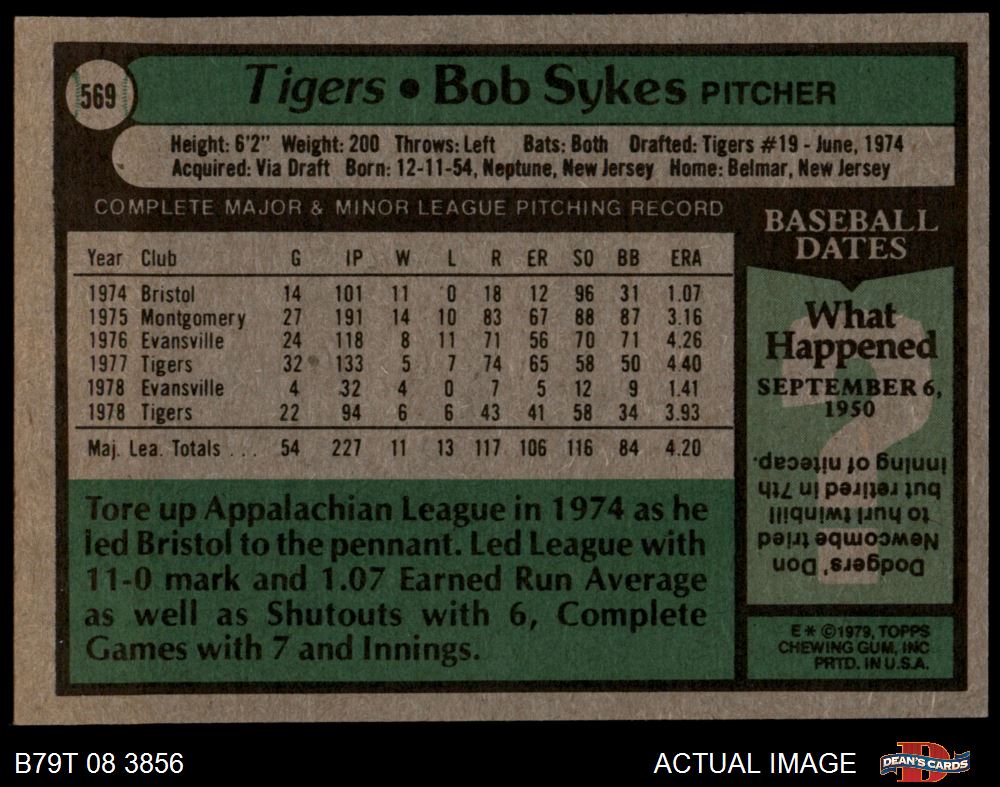 569
Tigers • Bob Sykes PITCHER
Height: 6'2" Weight: 200 Throws: Left Bats: Both Drafted: Tigers #19 - June, 1974
Acquired: Via Draft Born: 12-11-54, Neptune, New Jersey Home: Belmar, New Jersey
COMPLETE MAJOR & MINOR LEAGUE PITCHING RECORD
Year Club G IP W L R ER SO BB ERA
1974 Bristol 14 101 11 0 18 12 96 31 1.07
1975 Montgomery 27 191 14 10 83 67 88 87 3.16
1976 Evansville 24 118 8 11 71 56 70 71 4.26
1977 Tigers 32 133 5 7 74 65 58 50 4.40
1978 Evansville 4 32 4 0 7 5 12 9 1.41
1978 Tigers 22 94 6 6 43 41 58 34 3.93
Maj. Lea. Totals . . . 54 227 11 13 117 106 116 84 4.20
Tore up Appalachian League in 1974 as he
led Bristol to the pennant. Led League with
11-0 mark and 1.07 Earned Run Average
as well as Shutouts with 6, Complete
Games with 7 and Innings.
BASEBALL
DATES
What
Happened
SEPTEMBER 6,
1950
?
Dodgers' Don
Newcombe tried
to hurl twinbill
but retired in 7th
inning of nitecap.
E * ©1979, TOPPS
CHEWING GUM, INC
PRTD. IN U.S.A.
B79T 08 3856
ACTUAL IMAGE
D
DEAN'S CARDS